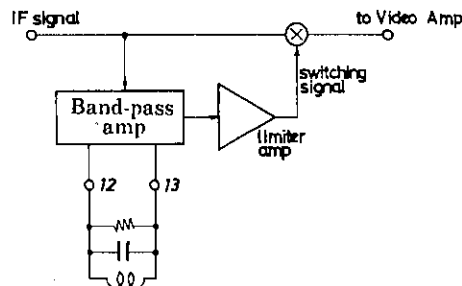 IF signal
to Video Amp
switching
signal
Band-pass
amp
limiter
amp
12
13